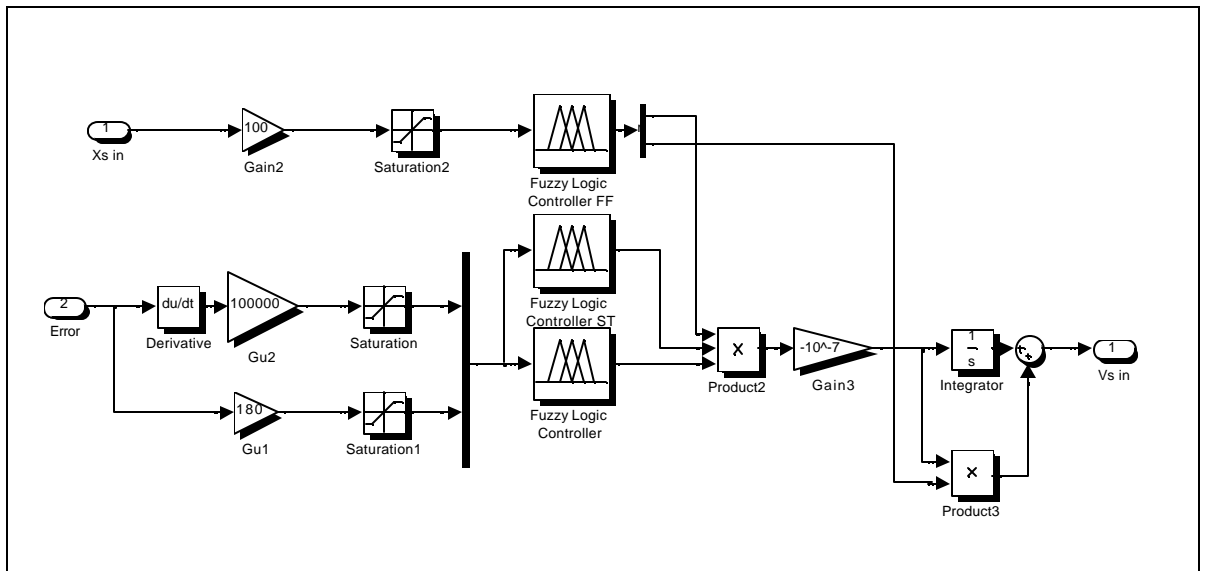 1
Xs in
100
Gain2
Saturation2
Fuzzy Logic
Controller FF
2
Error
du/dt
Derivative
100000
Gu2
Saturation
Fuzzy Logic
Controller ST
180
Gu1
Saturation1
Fuzzy Logic
Controller
x
Product2
-10^-7
Gain3
1
s
Integrator
+
+
1
Vs in
x
Product3